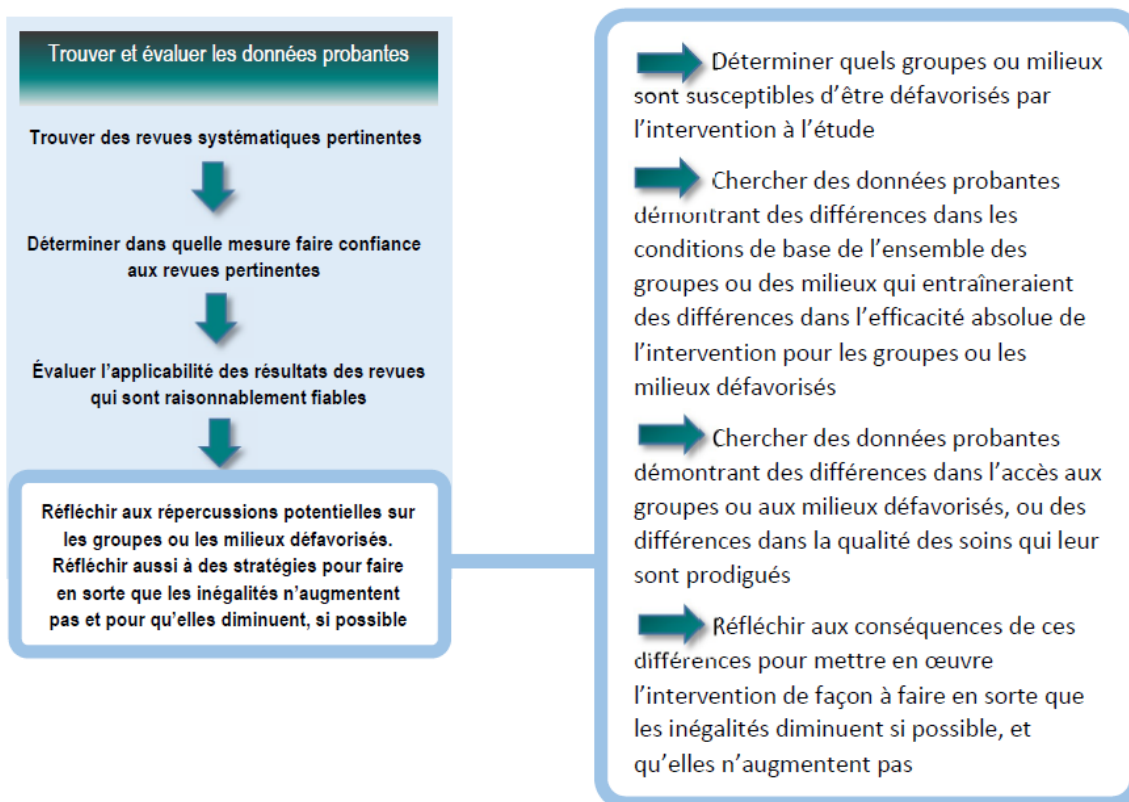 Trouver et évaluer les données probantes
Trouver des revues systématiques pertinentes
Déterminer dans quelle mesure faire confiance
aux revues pertinentes
Évaluer l'applicabilité des résultats des revues
qui sont raisonnablement fiables
Réfléchir aux répercussions potentielles sur
les groupes ou les milieux défavorisés.
Réfléchir aussi à des stratégies pour faire
en sorte que les inégalités n'augmentent
pas et pour qu'elles diminuent, si possible
Déterminer quels groupes ou milieux
sont susceptibles d'être défavorisés par
l'intervention à l'étude
Chercher des données probantes
démontrant des différences dans les
conditions de base de l'ensemble des
groupes ou des milieux qui entraîneraient
des différences dans l'efficacité absolue de
l'intervention pour les groupes ou les
milieux défavorisés
Chercher des données probantes
démontrant des différences dans l'accès aux
groupes ou aux milieux défavorisés, ou des
différences dans la qualité des soins qui leur
sont prodigués
Réfléchir aux conséquences de ces
différences pour mettre en œuvre
l'intervention de façon à faire en sorte que
les inégalités diminuent si possible, et
qu'elles n'augmentent pas